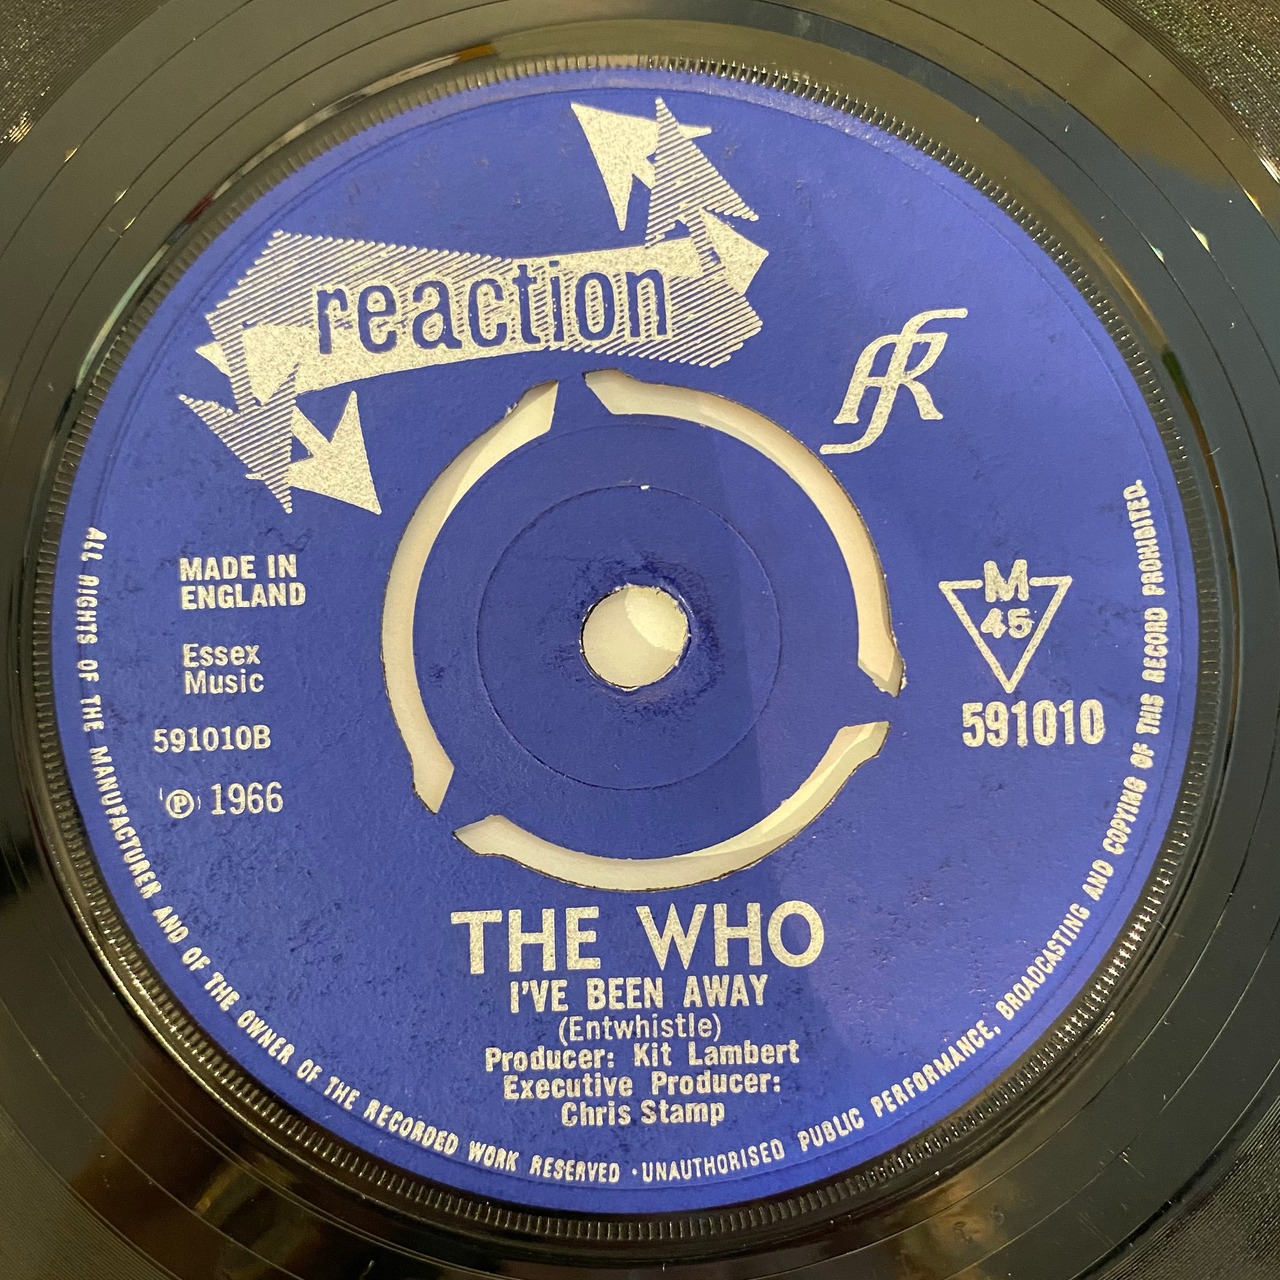 reaction
R
MADE IN
ENGLAND
Essex
Music
591010B
℗ 1966
M
45
591010
THE WHO
I'VE BEEN AWAY
(Entwhistle)
Producer: Kit Lambert
Executive Producer:
Chris Stamp
ALL RIGHTS OF THE MANUFACTURER AND OF THE OWNER OF THE RECORDED WORK RESERVED · UNAUTHORISED PUBLIC PERFORMANCE, BROADCASTING AND COPYING OF THIS RECORD PROHIBITED.